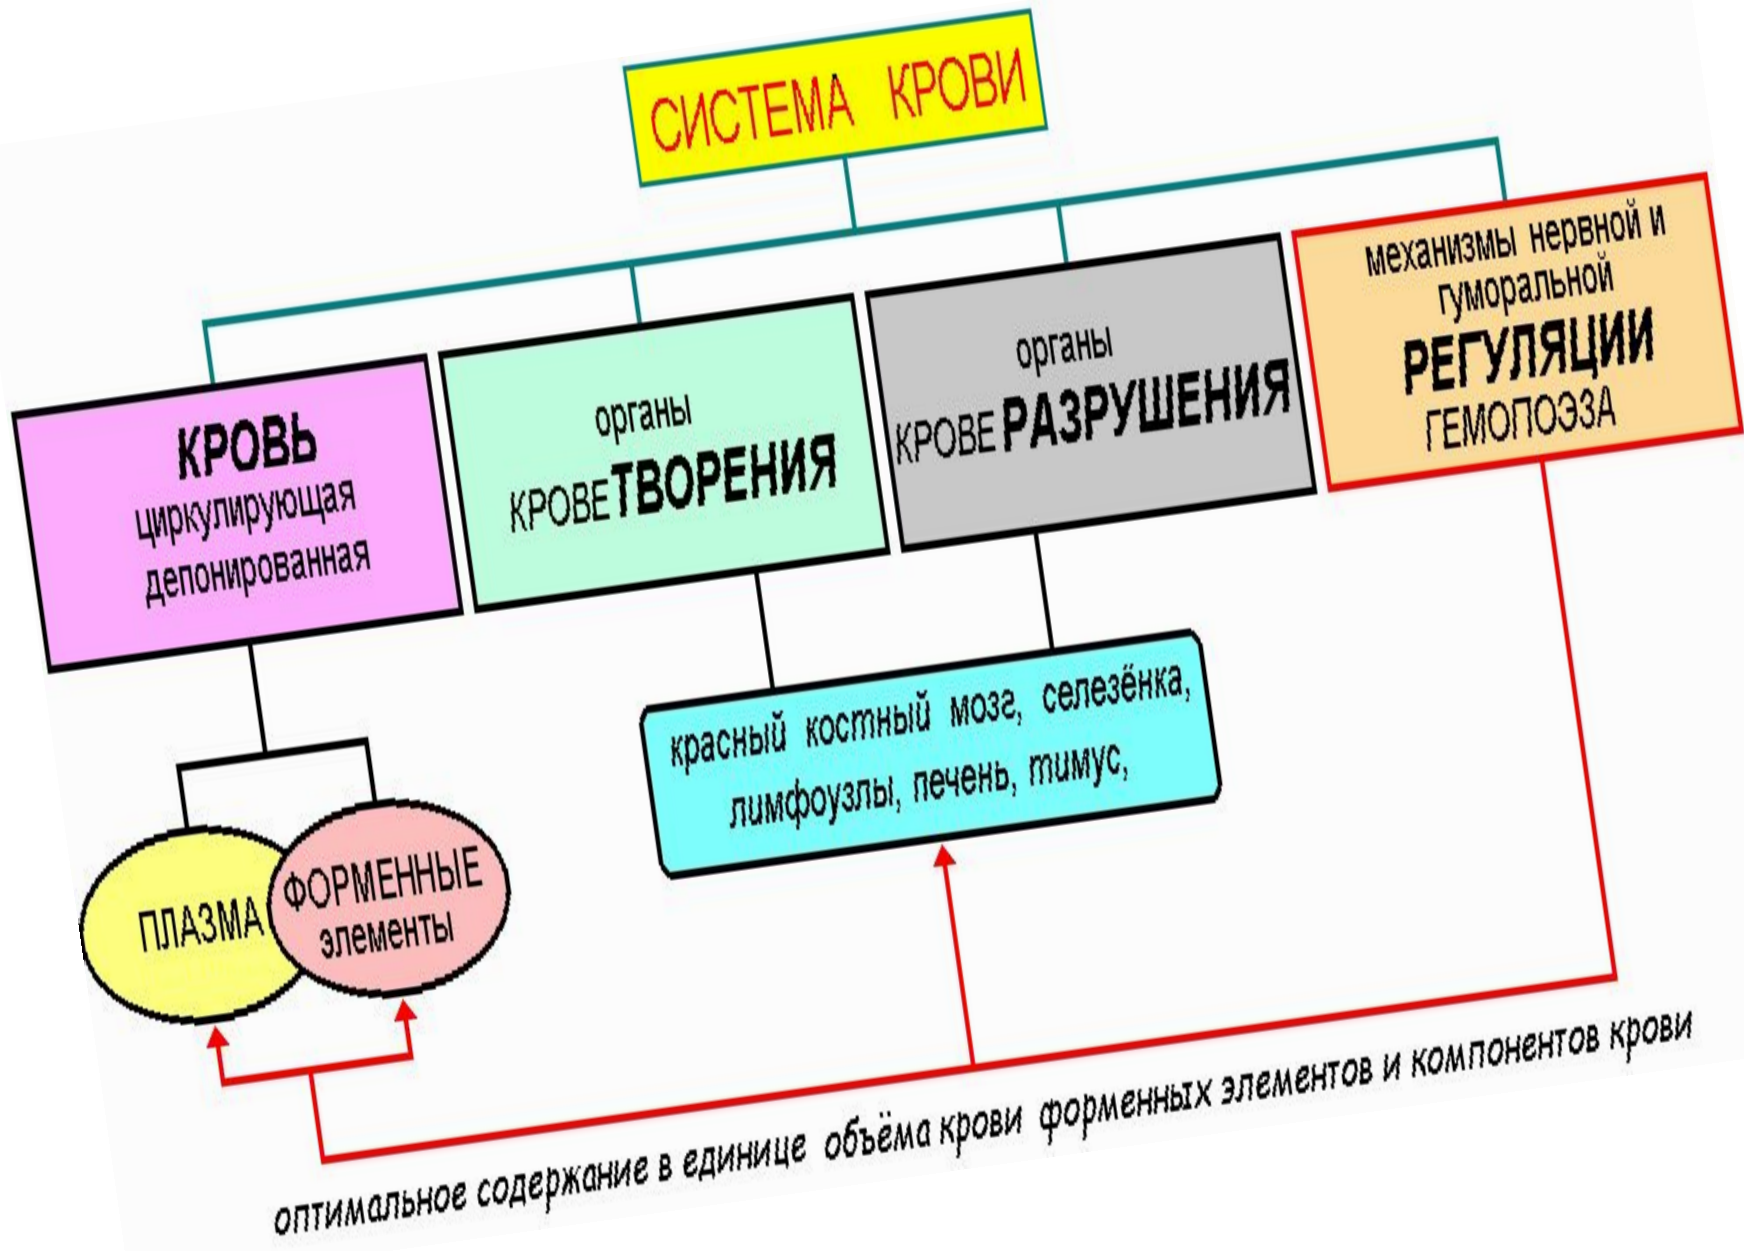 СИСТЕМА КРОВИ
КРОВЬ
циркулирующая
депонированная
органы
КРОВЕТВОРЕНИЯ
органы
КРОВЕРАЗРУШЕНИЯ
механизмы нервной и
гуморальной
РЕГУЛЯЦИИ
ГЕМОПОЭЗА
красный костный мозг, селезёнка,
лимфоузлы, печень, тимус,
ПЛАЗМА
ФОРМЕННЫЕ
элементы
оптимальное содержание в единице объёма крови форменных элементов и компонентов крови